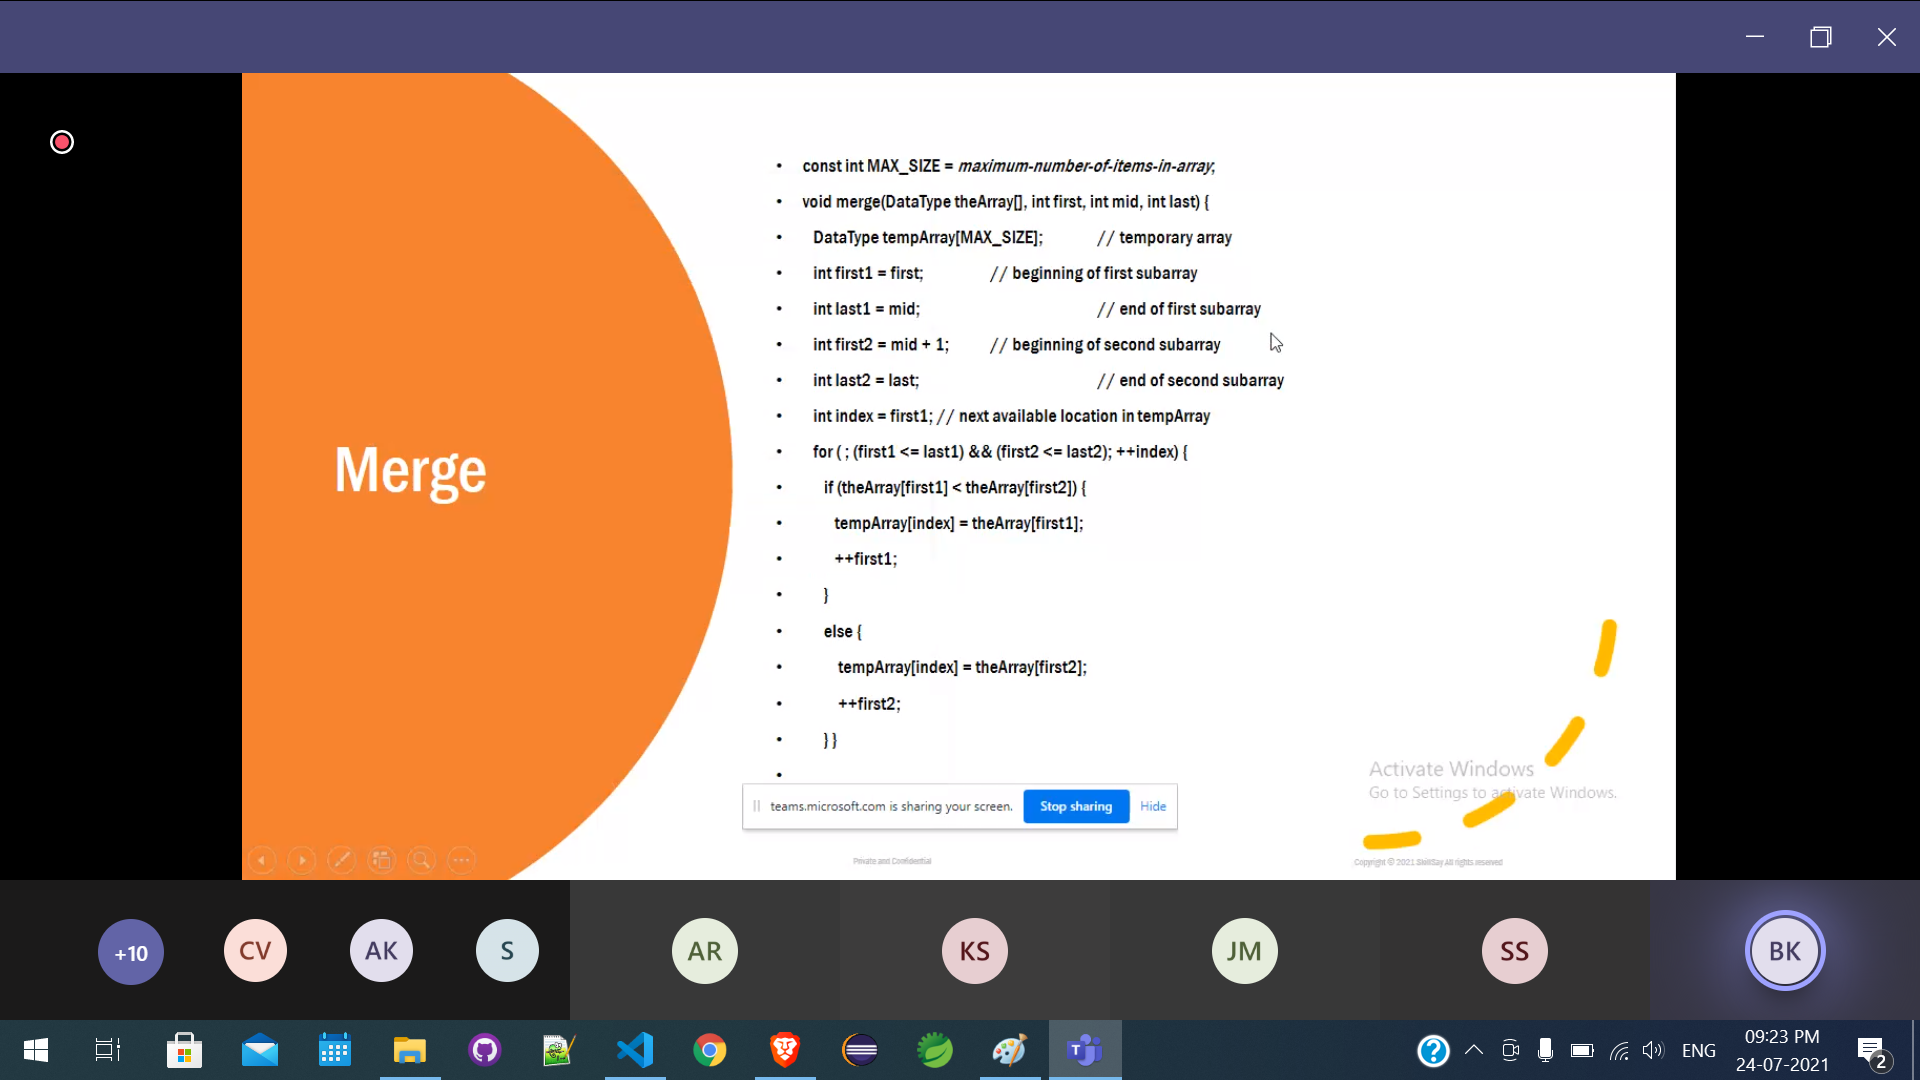 const int MAX_SIZE = maximum-number-of-items-in-array;
void merge(DataType theArray[], int first, int mid, int last) {
DataType tempArray[MAX_SIZE]; // temporary array
int first1 = first; // beginning of first subarray
int last1 = mid; // end of first subarray
int first2 = mid + 1; // beginning of second subarray
int last2 = last; // end of second subarray
int index = first1; // next available location in tempArray
for ( ; (first1 <= last1) && (first2 <= last2); ++index) {
if (theArray[first1] < theArray[first2]) {
Merge
tempArray[index] = theArray[first1];
++first1;
}
else {
tempArray[index] = theArray[first2];
++first2;
} }
Activate Windows
Go to Settings to activate Windows.
teams.microsoft.com is sharing your screen. Stop sharing Hide
Private and Confidential
Copyright © 2021 SkillSay All rights reserved
+10 CV AK S AR KS JM SS BK
ENG
09:23 PM
24-07-2021
2